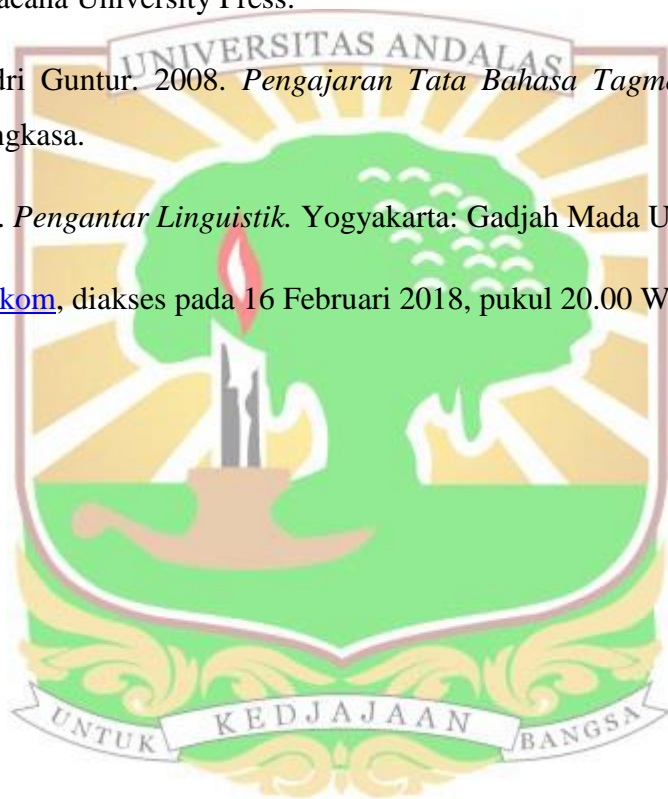 acana University Press.
UNIVERSITAS ANDALAS
dri Guntur. 2008. Pengajaran Tata Bahasa Tagm
ngkasa.
. Pengantar Linguistik. Yogyakarta: Gadjah Mada U
kom, diakses pada 16 Februari 2018, pukul 20.00 W
UNTUK KEDJAJAAN BANGSA